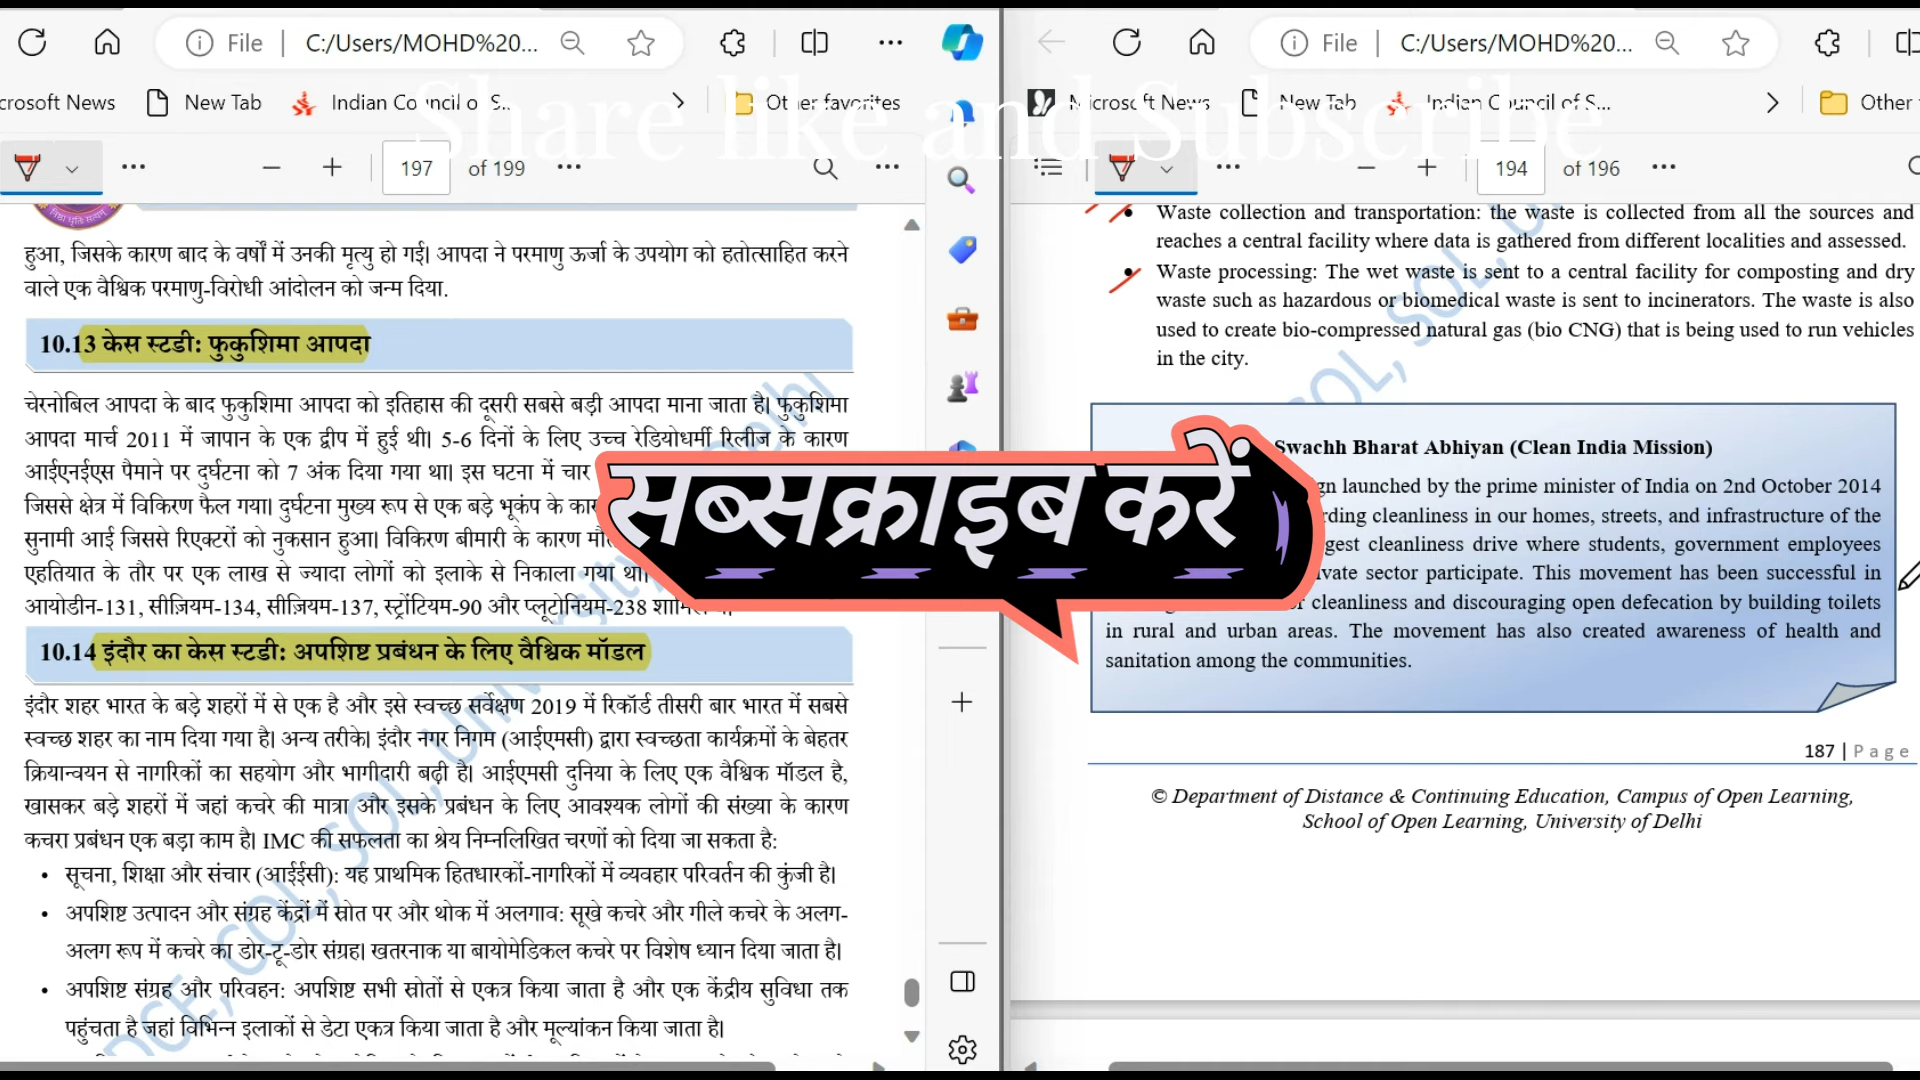 File | C:/Users/MOHD%20...
File | C:/Users/MOHD%20...
Share like and Subscribe
crosoft News New Tab Indian Council of S... Other favorites
Microsoft News New Tab Indian Council of S... Other
197 of 199
194 of 196
हुआ, जिसके कारण बाद के वर्षों में उनकी मृत्यु हो गई। आपदा ने परमाणु ऊर्जा के उपयोग को हतोत्साहित करने
वाले एक वैश्विक परमाणु-विरोधी आंदोलन को जन्म दिया.
10.13 केस स्टडी: फुकुशिमा आपदा
चेरनोबिल आपदा के बाद फुकुशिमा आपदा को इतिहास की दूसरी सबसे बड़ी आपदा माना जाता है। फुकुशिमा
आपदा मार्च 2011 में जापान के एक द्वीप में हुई थी। 5-6 दिनों के लिए उच्च रेडियोधर्मी रिलीज के कारण
आईएनईएस पैमाने पर दुर्घटना को 7 अंक दिया गया था। इस घटना में चार
जिससे क्षेत्र में विकिरण फैल गया। दुर्घटना मुख्य रूप से एक बड़े भूकंप के
सुनामी आई जिससे रिएक्टरों को नुकसान हुआ। विकिरण बीमारी के कारण
एहतियात के तौर पर एक लाख से ज्यादा लोगों को इलाके से निकाला गया था।
आयोडीन-131, सीज़ियम-134, सीज़ियम-137, स्ट्रोंटियम-90 और प्लूटोनियम-238
10.14 इंदौर का केस स्टडी: अपशिष्ट प्रबंधन के लिए वैश्विक मॉडल
इंदौर शहर भारत के बड़े शहरों में से एक है और इसे स्वच्छ सर्वेक्षण 2019 में रिकॉर्ड तीसरी बार भारत में सबसे
स्वच्छ शहर का नाम दिया गया है। अन्य तरीके। इंदौर नगर निगम (आईएमसी) द्वारा स्वच्छता कार्यक्रमों के बेहतर
क्रियान्वयन से नागरिकों का सहयोग और भागीदारी बढ़ी है। आईएमसी दुनिया के लिए एक वैश्विक मॉडल है,
खासकर बड़े शहरों में जहां कचरे की मात्रा और इसके प्रबंधन के लिए आवश्यक लोगों की संख्या के कारण
कचरा प्रबंधन एक बड़ा काम है। IMC की सफलता का श्रेय निम्नलिखित चरणों को दिया जा सकता है:
• सूचना, शिक्षा और संचार (आईईसी): यह प्राथमिक हितधारकों-नागरिकों में व्यवहार परिवर्तन की कुंजी है।
• अपशिष्ट उत्पादन और संग्रह केंद्रों में स्रोत पर और थोक में अलगाव: सूखे कचरे और गीले कचरे के अलग-
अलग रूप में कचरे का डोर-टू-डोर संग्रह। खतरनाक या बायोमेडिकल कचरे पर विशेष ध्यान दिया जाता है।
• अपशिष्ट संग्रह और परिवहन: अपशिष्ट सभी स्रोतों से एकत्र किया जाता है और एक केंद्रीय सुविधा तक
पहुंचता है जहां विभिन्न इलाकों से डेटा एकत्र किया जाता है और मूल्यांकन किया जाता है।
सब्सक्राइब करें
• Waste collection and transportation: the waste is collected from all the sources and
reaches a central facility where data is gathered from different localities and assessed.
• Waste processing: The wet waste is sent to a central facility for composting and dry
waste such as hazardous or biomedical waste is sent to incinerators. The waste is also
used to create bio-compressed natural gas (bio CNG) that is being used to run vehicles
in the city.
Swachh Bharat Abhiyan (Clean India Mission)
gn launched by the prime minister of India on 2nd October 2014
rding cleanliness in our homes, streets, and infrastructure of the
gest cleanliness drive where students, government employees
ivate sector participate. This movement has been successful in
cleanliness and discouraging open defecation by building toilets
in rural and urban areas. The movement has also created awareness of health and
sanitation among the communities.
187 | Page
© Department of Distance & Continuing Education, Campus of Open Learning,
School of Open Learning, University of Delhi